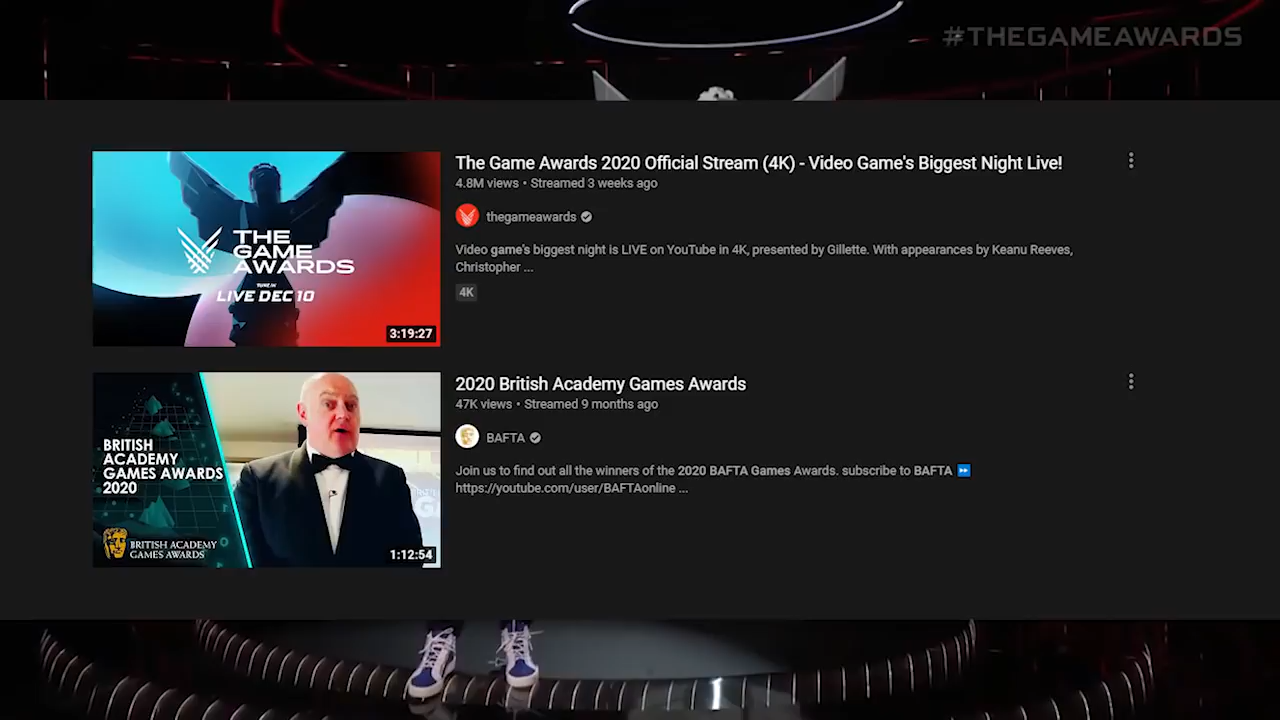 #THEGAMEAWARDS
The Game Awards 2020 Official Stream (4K) - Video Game's Biggest Night Live!
4.8M views • Streamed 3 weeks ago
thegameawards
Video game's biggest night is LIVE on YouTube in 4K, presented by Gillette. With appearances by Keanu Reeves,
Christopher ...
4K
THE
GAME
AWARDS
TUNE IN
LIVE DEC 10
3:19:27
2020 British Academy Games Awards
47K views • Streamed 9 months ago
BAFTA
Join us to find out all the winners of the 2020 BAFTA Games Awards. subscribe to BAFTA
https://youtube.com/user/BAFTAonline ...
BRITISH
ACADEMY
GAMES AWARDS
2020
BRITISH ACADEMY
GAMES AWARDS
1:12:54